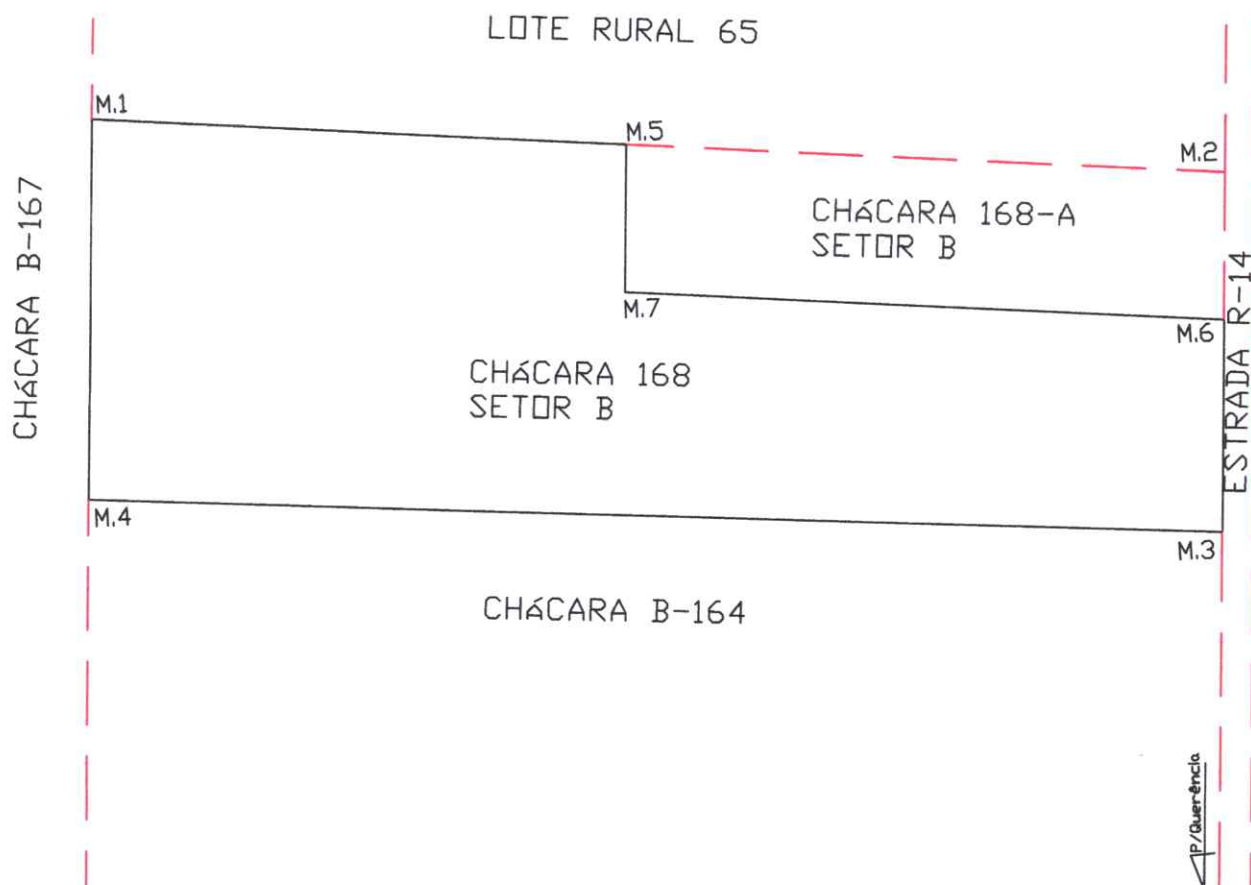 LOTE RURAL 65
M.1
M.5
M.2
CHÁCARA B-167
CHÁCARA 168-A
SETOR B
M.7
M.6
ESTRADA R-14
CHÁCARA 168
SETOR B
M.4
M.3
CHÁCARA B-164
P/Querência